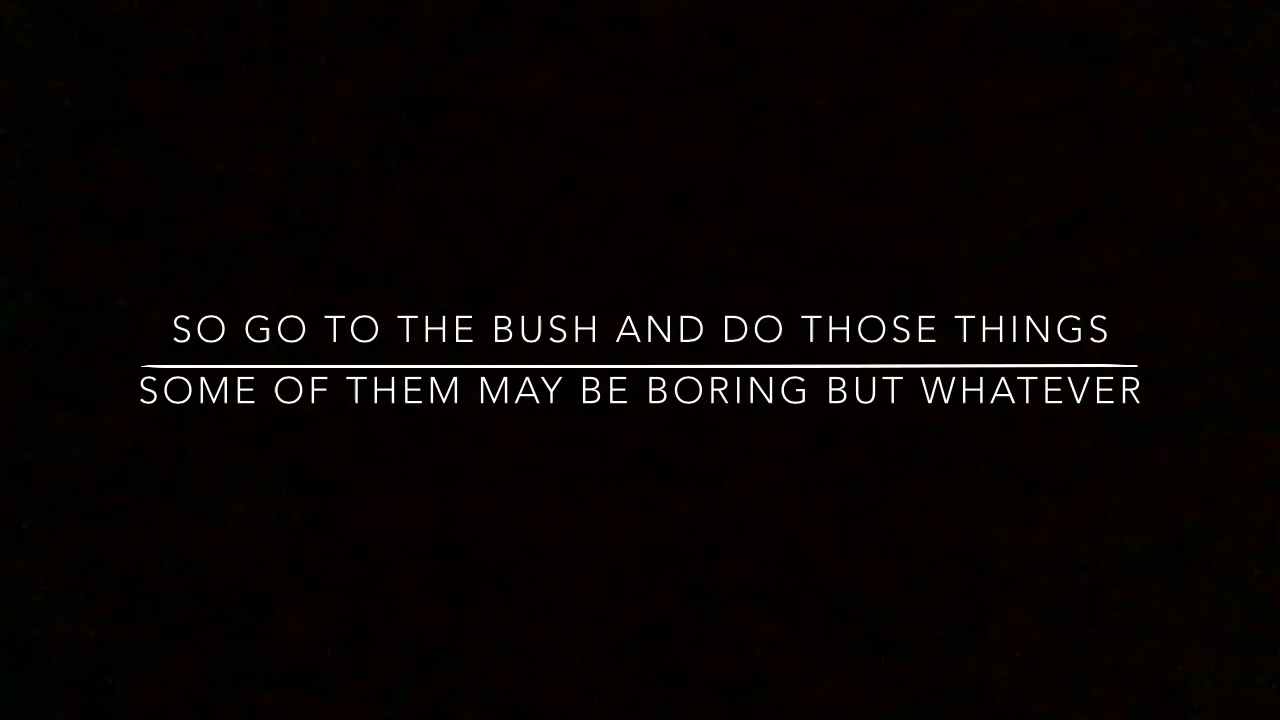 SO GO TO THE BUSH AND DO THOSE THINGS
SOME OF THEM MAY BE BORING BUT WHATEVER